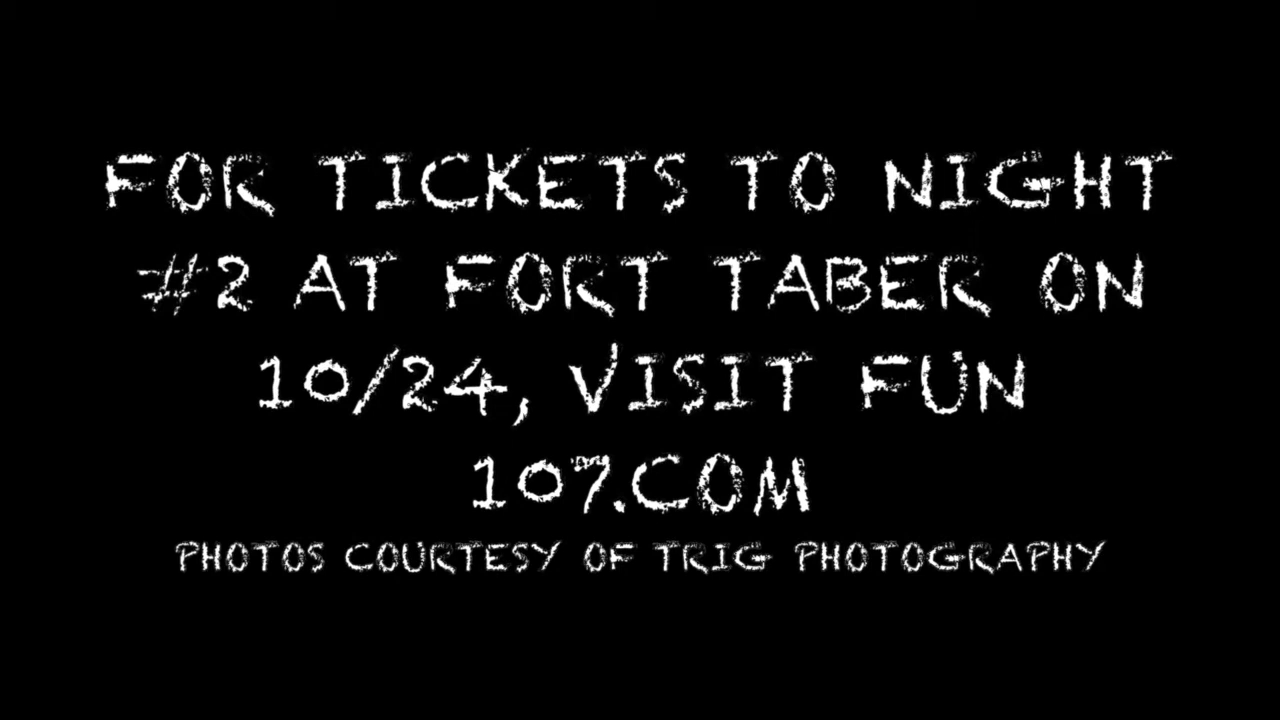 FOR TICKETS TO NIGHT
#2 AT FORT TABER ON
10/24, VISIT FUN
107.COM
PHOTOS COURTESY OF TRIG PHOTOGRAPHY